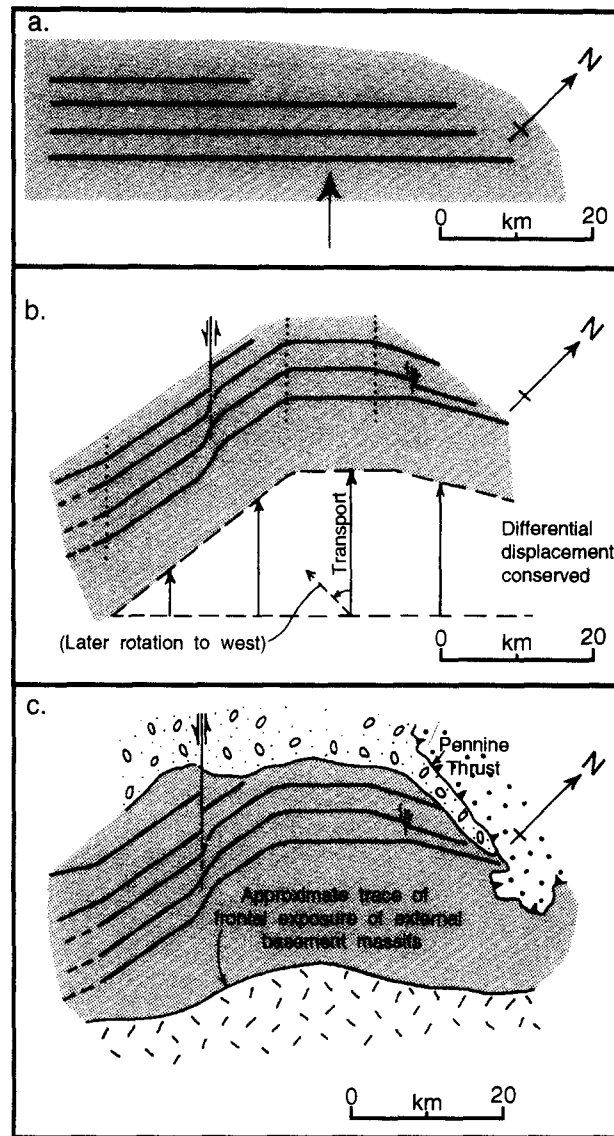 a.
N
0 20
km
b.
N
Transport
Differential
displacement
conserved
(Later rotation to west)
0 20
km
c.
Pennine
Thrust
N
Approximate trace of
frontal exposure of external
basement massifs
0 20
km